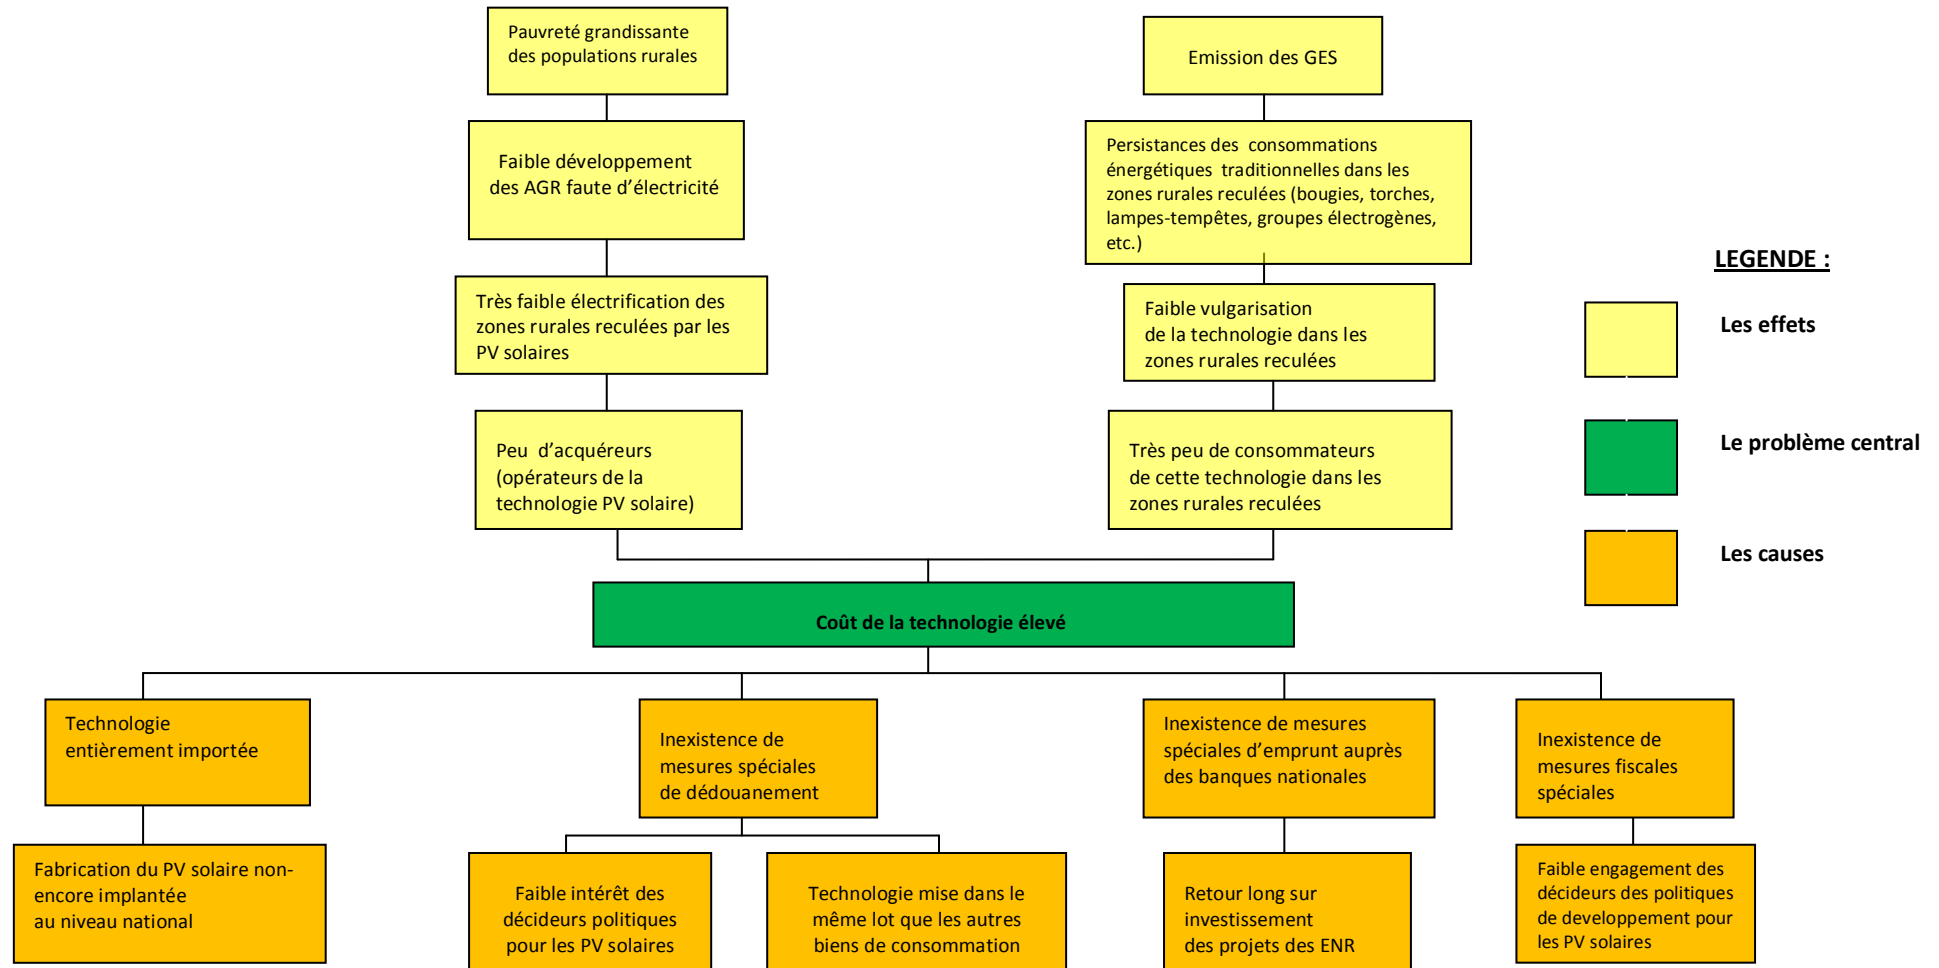 Pauvreté grandissante
des populations rurales
Emission des GES
Faible développement
des AGR faute d’électricité
Persistances des consommations
énergétiques traditionnelles dans les
zones rurales reculées (bougies, torches,
lampes-tempêtes, groupes électrogènes,
etc.)
LEGENDE :
Très faible électrification des
zones rurales reculées par les
PV solaires
Faible vulgarisation
de la technologie dans les
zones rurales reculées
Les effets
Peu d’acquéreurs
(opérateurs de la
technologie PV solaire)
Très peu de consommateurs
de cette technologie dans les
zones rurales reculées
Le problème central
Les causes
Coût de la technologie élevé
Technologie
entièrement importée
Inexistence de
mesures spéciales
de dédouanement
Inexistence de mesures
spéciales d’emprunt auprès
des banques nationales
Inexistence de
mesures fiscales
spéciales
Fabrication du PV solaire non-
encore implantée
au niveau national
Faible intérêt des
décideurs politiques
pour les PV solaires
Technologie mise dans le
même lot que les autres
biens de consommation
Retour long sur
investissement
des projets des ENR
Faible engagement des
décideurs des politiques
de developpement pour
les PV solaires